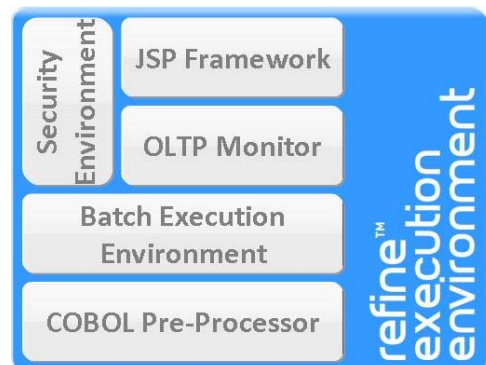 Security
Environment
JSP Framework
OLTP Monitor
Batch Execution
Environment
COBOL Pre-Processor
refine™
execution
environment